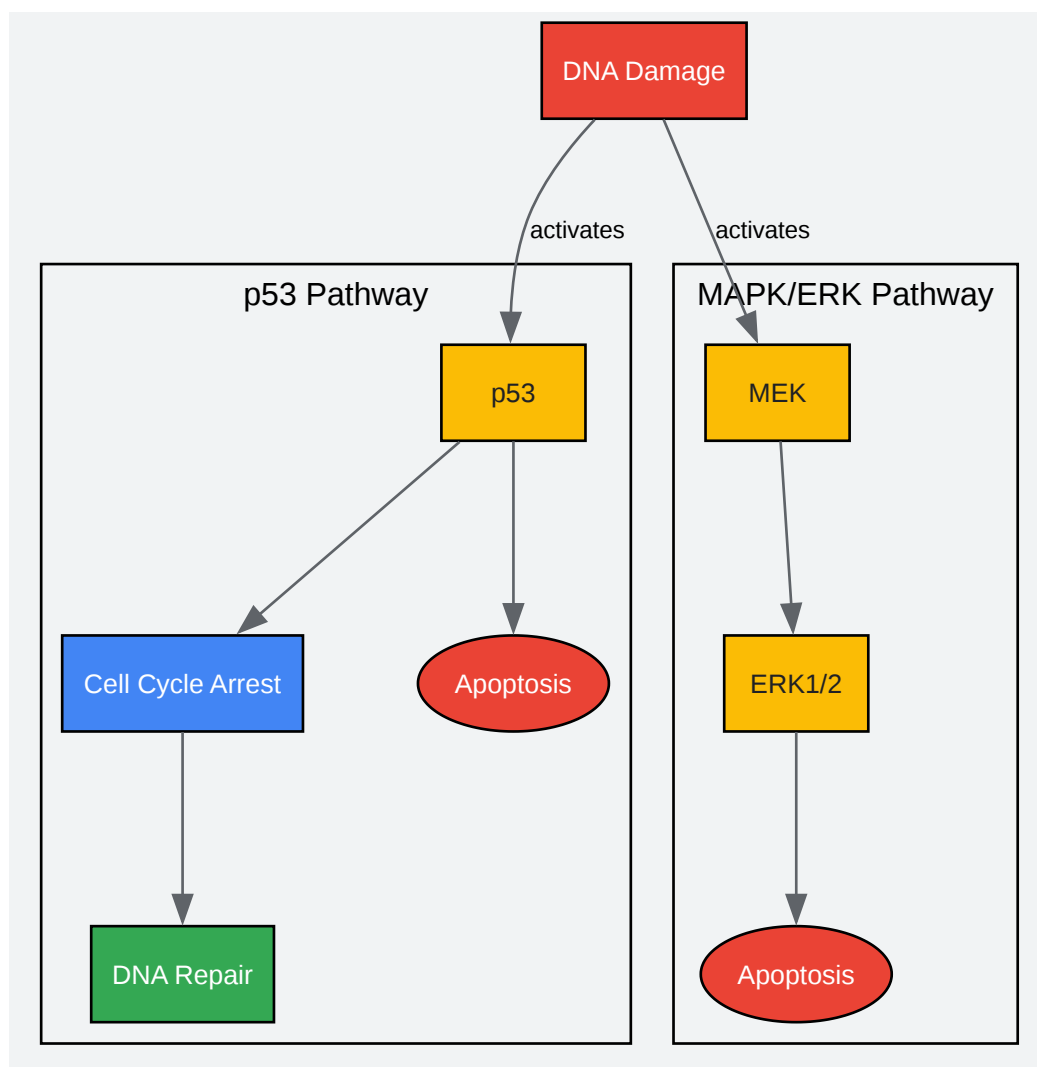 DNA Damage
activates
activates
p53 Pathway
MAPK/ERK Pathway
p53
MEK
Cell Cycle Arrest
Apoptosis
ERK1/2
DNA Repair
Apoptosis